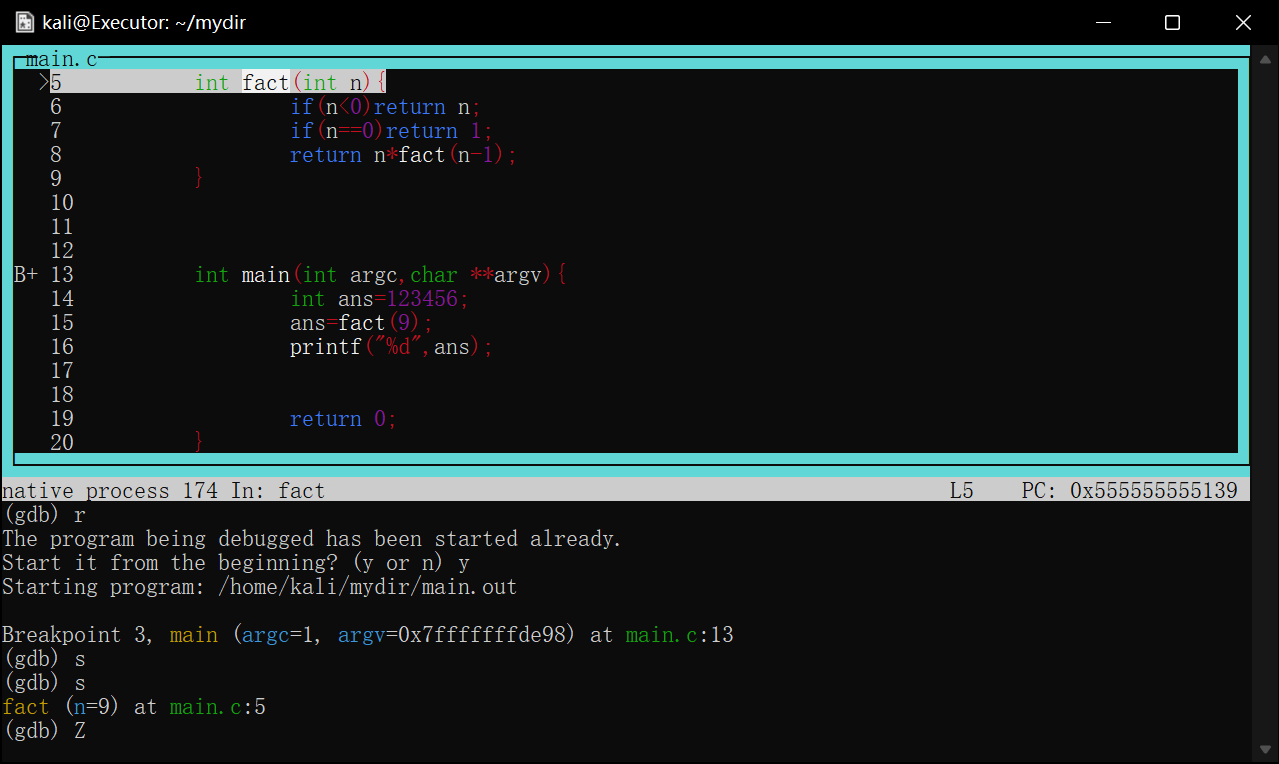 kali@Executor: ~/mydir
main.c
>5 int fact(int n){
6 if(n<0)return n;
7 if(n==0)return 1;
8 return n*fact(n-1);
9 }
10
11
12
B+ 13 int main(int argc,char **argv){
14 int ans=123456;
15 ans=fact(9);
16 printf("%d",ans);
17
18
19 return 0;
20 }
native process 174 In: fact L5 PC: 0x555555555139
(gdb) r
The program being debugged has been started already.
Start it from the beginning? (y or n) y
Starting program: /home/kali/mydir/main.out
Breakpoint 3, main (argc=1, argv=0x7fffffffde98) at main.c:13
(gdb) s
(gdb) s
fact (n=9) at main.c:5
(gdb) Z